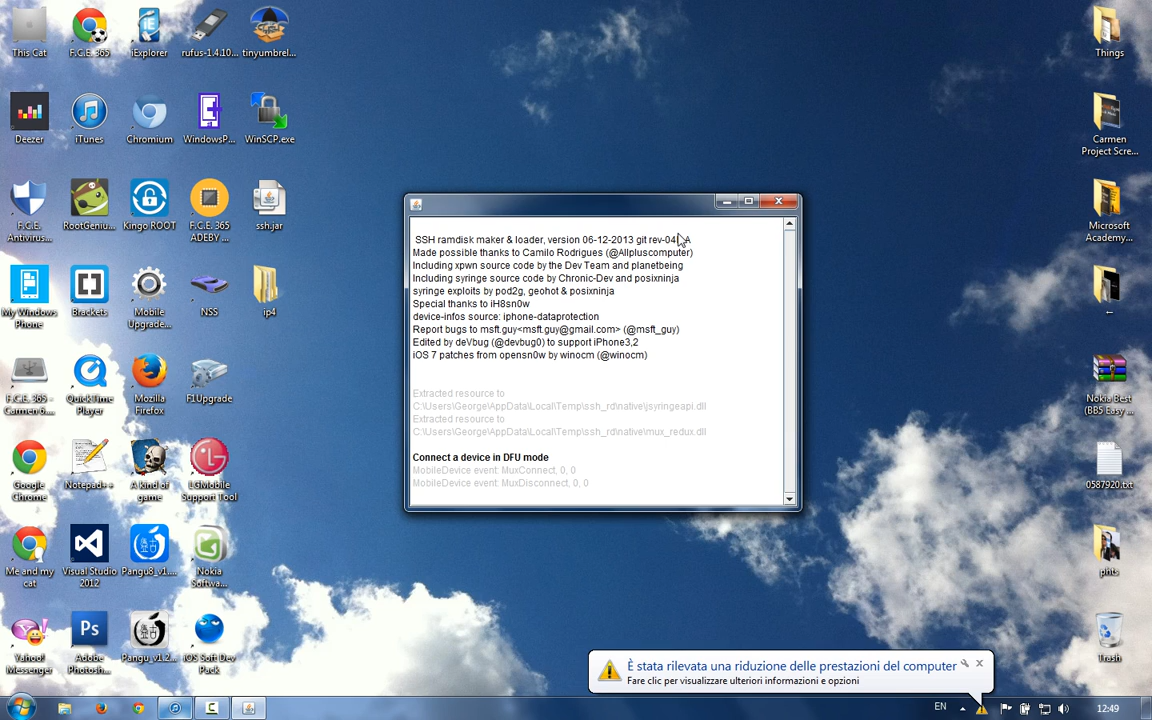 This Cat
F.C.E. 365
iExplorer
rufus-1.4.10...
tinyumbrel...
Deezer
iTunes
Chromium
WindowsP...
WinSCP.exe
F.C.E.
Antivirus...
RootGeniu...
Kingo ROOT
F.C.E. 365
ADEBY ...
ssh.jar
My Windows
Phone
Brackets
Mobile
Upgrade...
NSS
ip4
F.C.E. 365 -
Carmen 6...
QuickTime
Player
Mozilla
Firefox
F1Upgrade
Google
Chrome
Notepad++
A kind of
game
LGMobile
Support Tool
Me and my
cat
Visual Studio
2012
Pangu8_v1....
Nokia
Softwa...
Yahoo!
Messenger
Adobe
Photosh...
Pangu_v1.2...
iOS Soft Dev
Pack
SSH ramdisk maker & loader, version 06-12-2013 git rev-04
Made possible thanks to Camilo Rodrigues (@Allpluscomputer)
Including xpwn source code by the Dev Team and planetbeing
Including syringe source code by Chronic-Dev and posixninja
syringe exploits by pod2g, geohot & posixninja
Special thanks to iH8sn0w
device-infos source: iphone-dataprotection
Report bugs to msft.guy<msft.guy@gmail.com> (@msft_guy)
Edited by deVbug (@devbug0) to support iPhone3,2
iOS 7 patches from opensn0w by winocm (@winocm)
Extracted resource to
C:\Users\George\AppData\Local\Temp\ssh_rd\native\jsyringeapi.dll
Extracted resource to
C:\Users\George\AppData\Local\Temp\ssh_rd\native\mux_redux.dll
Connect a device in DFU mode
MobileDevice event: MuxConnect, 0, 0
MobileDevice event: MuxDisconnect, 0, 0
Things
Carmen
Project Scre...
Microsoft
Academy...
←
Nokia Best
(BB5 Easy ...
0587920.txt
phts
Trash
È stata rilevata una riduzione delle prestazioni del computer
Fare clic per visualizzare ulteriori informazioni e opzioni
EN
12:49